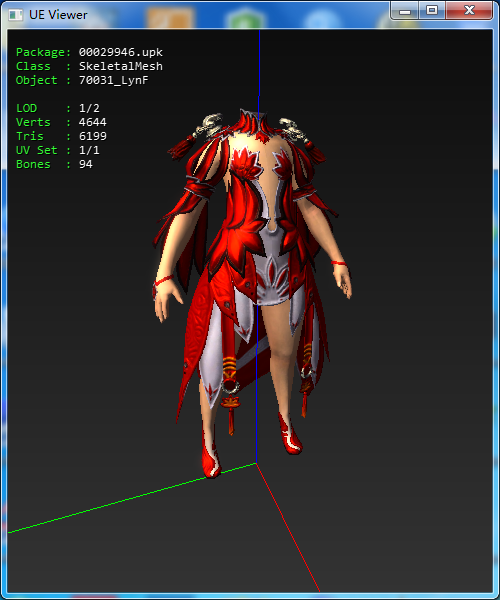 UE Viewer
Package: 00029946.upk
Class : SkeletalMesh
Object : 70031_LynF
LOD : 1/2
Verts : 4644
Tris : 6199
UV Set : 1/1
Bones : 94